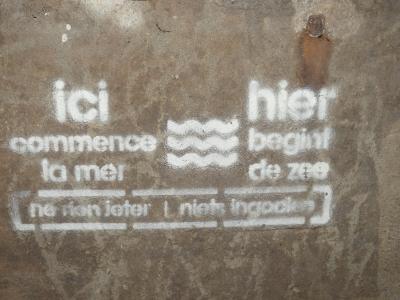 ici
commence
la mer
hier
begint
de zee
ne rien jeter | niets ingooien